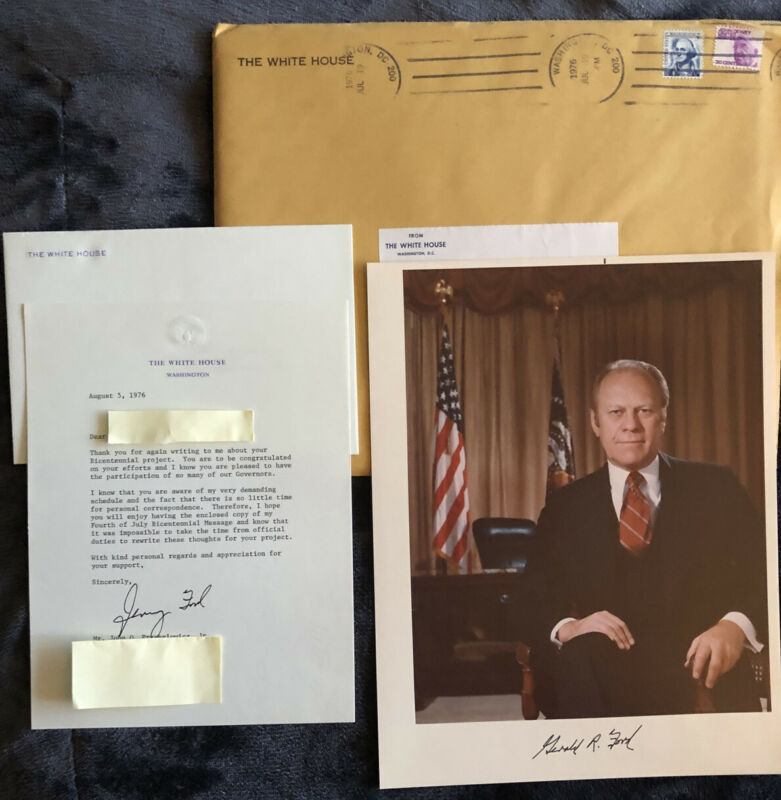 THE WHITE HOUSE
WASHINGTON, DC 200
1976
JUL 19
WASHINGTON, DC 200
1976
JUL 19
PM
FROM
THE WHITE HOUSE
WASHINGTON, D.C.
THE WHITE HOUSE
THE WHITE HOUSE
WASHINGTON
August 5, 1976
Dear
Thank you for again writing to me about your
Bicentennial project. You are to be congratulated
on your efforts and I know you are pleased to have
the participation of so many of our Governors.
I know that you are aware of my very demanding
schedule and the fact that there is so little time
for personal correspondence. Therefore, I hope
you will enjoy having the enclosed copy of my
Fourth of July Bicentennial Message and know that
it was impossible to take the time from official
duties to rewrite these thoughts for your project.
With kind personal regards and appreciation for
your support,
Sincerely,
Jerry Ford
Mr. John
Gerald R. Ford